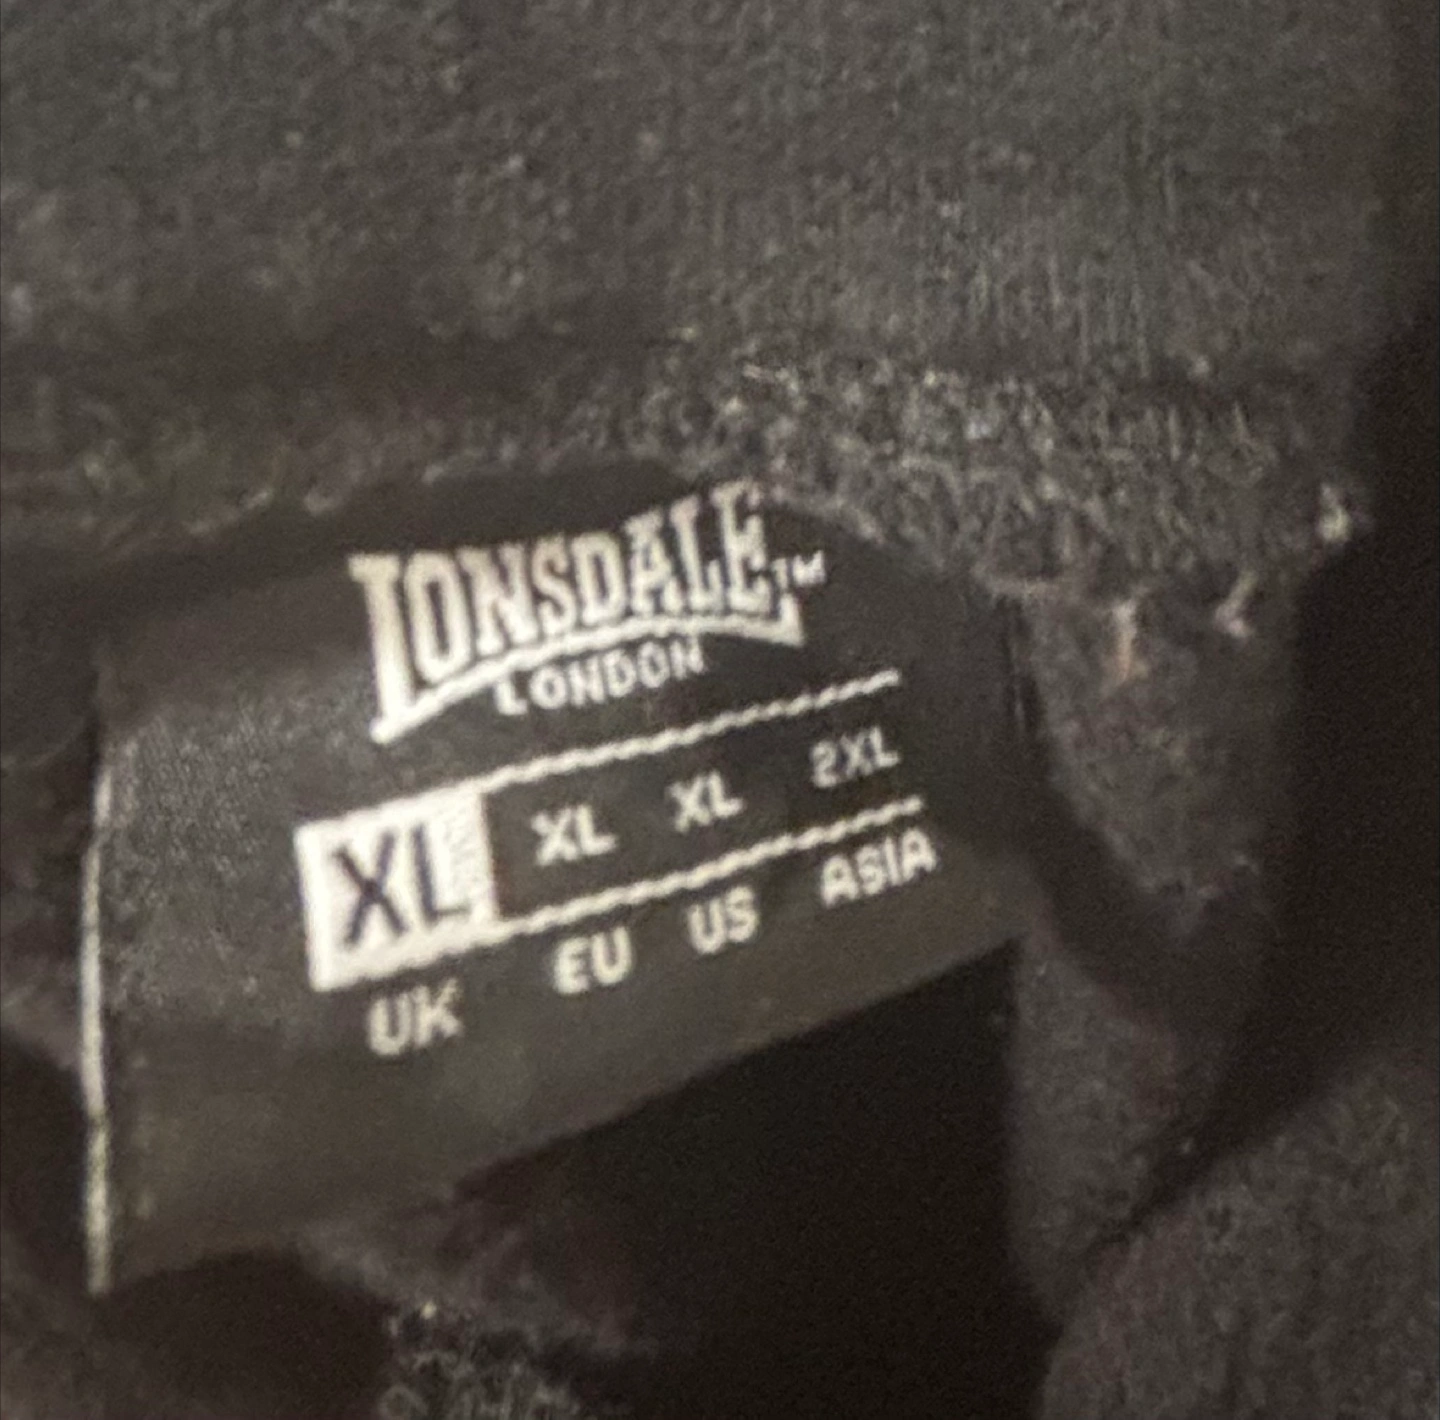 LONSDALE™
LONDON
XL XL XL 2XL
UK EU US ASIA